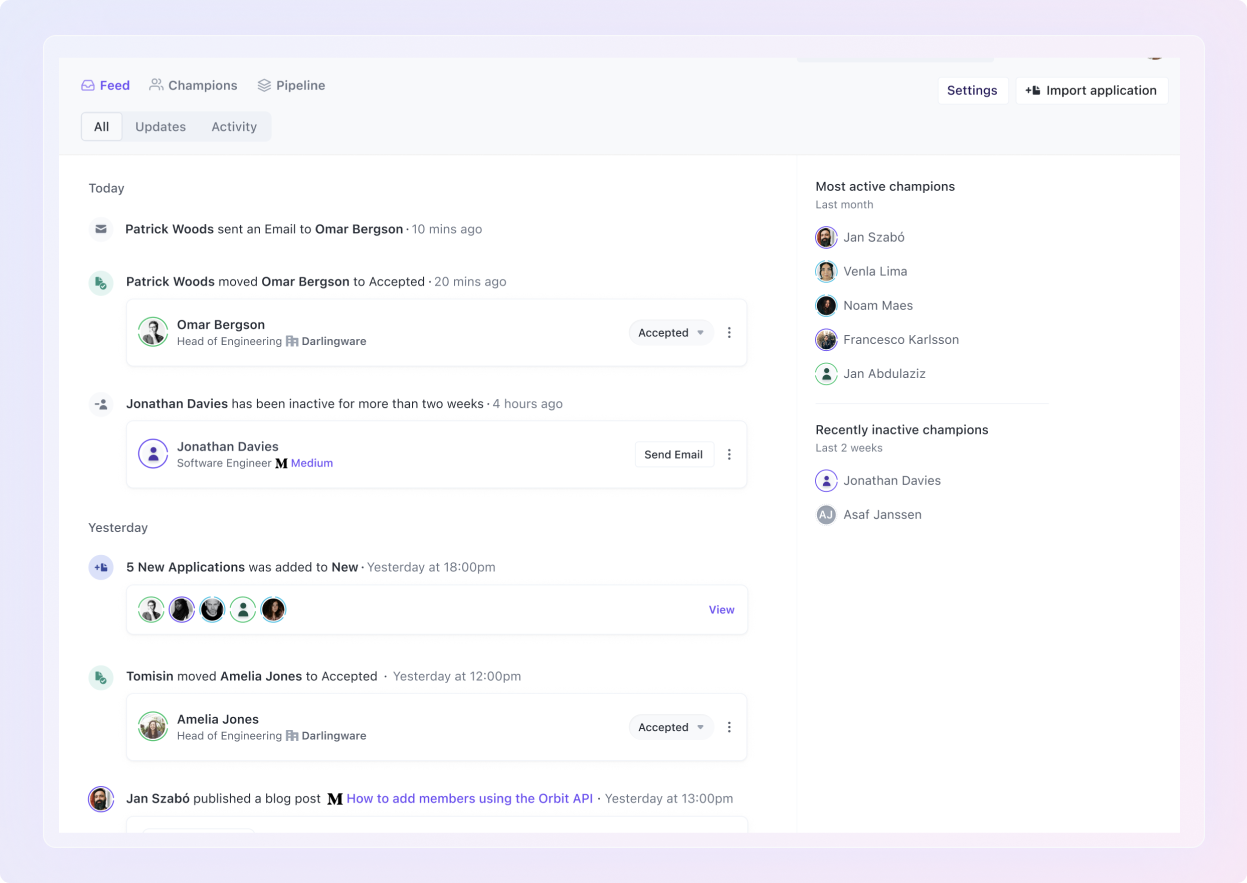 Feed Champions Pipeline
Settings Import application
All Updates Activity
Today
Patrick Woods sent an Email to Omar Bergson · 10 mins ago
Patrick Woods moved Omar Bergson to Accepted · 20 mins ago
Omar Bergson
Head of Engineering Darlingware
Accepted
Jonathan Davies has been inactive for more than two weeks · 4 hours ago
Jonathan Davies
Software Engineer M Medium
Send Email
Yesterday
5 New Applications was added to New · Yesterday at 18:00pm
View
Tomisin moved Amelia Jones to Accepted · Yesterday at 12:00pm
Amelia Jones
Head of Engineering Darlingware
Accepted
Jan Szabó published a blog post M How to add members using the Orbit API · Yesterday at 13:00pm
Most active champions
Last month
Jan Szabó
Venla Lima
Noam Maes
Francesco Karlsson
Jan Abdulaziz
Recently inactive champions
Last 2 weeks
Jonathan Davies
AJ Asaf Janssen